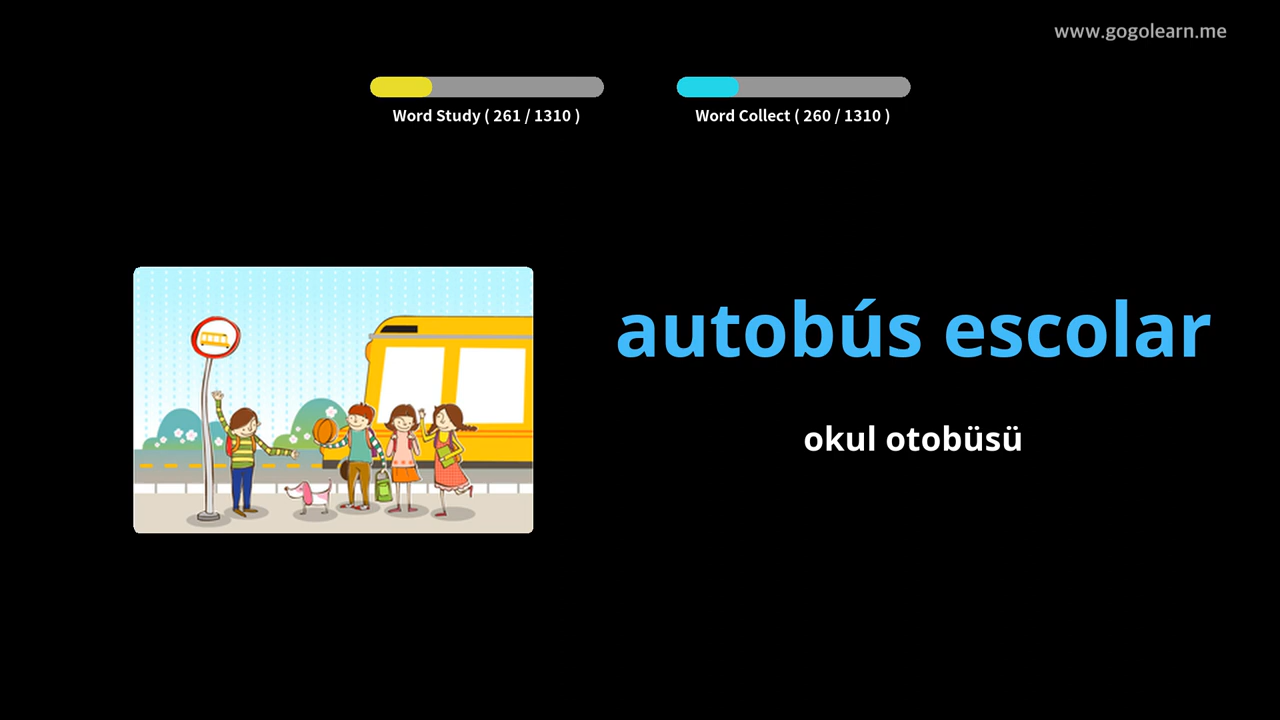 www.gogolearn.me
Word Study ( 261 / 1310 )
Word Collect ( 260 / 1310 )
autobús escolar
okul otobüsü